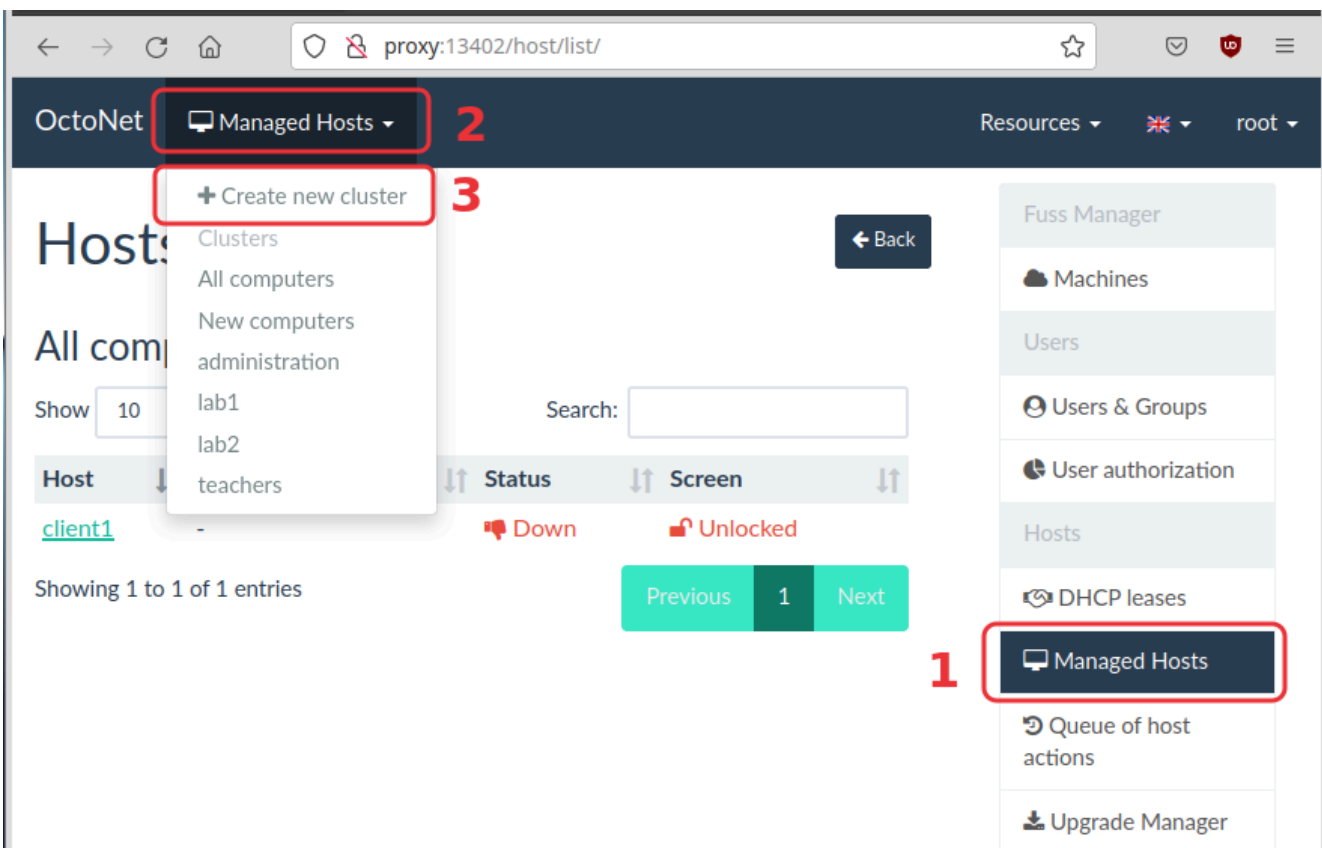 proxy:13402/host/list/
OctoNet
Managed Hosts
2
Resources
root
Create new cluster
3
Clusters
All computers
New computers
administration
lab1
lab2
teachers
Hosts
Back
All com
Show 10
Search:
Host
Status
Screen
client1
-
Down
Unlocked
Showing 1 to 1 of 1 entries
Previous
1
Next
Fuss Manager
Machines
Users
Users & Groups
User authorization
Hosts
DHCP leases
1
Managed Hosts
Queue of host
actions
Upgrade Manager